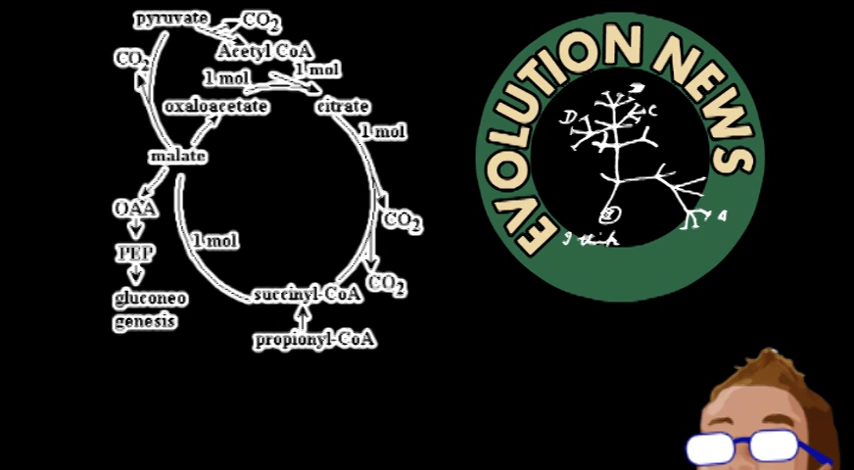 pyruvate
CO2
Acetyl CoA
CO2
1 mol
1 mol
oxaloacetate
citrate
1 mol
malate
OAA
CO2
1 mol
PEP
CO2
succinyl-CoA
gluconeo
genesis
propionyl-CoA
EVOLUTION NEWS
D
C
A
I think